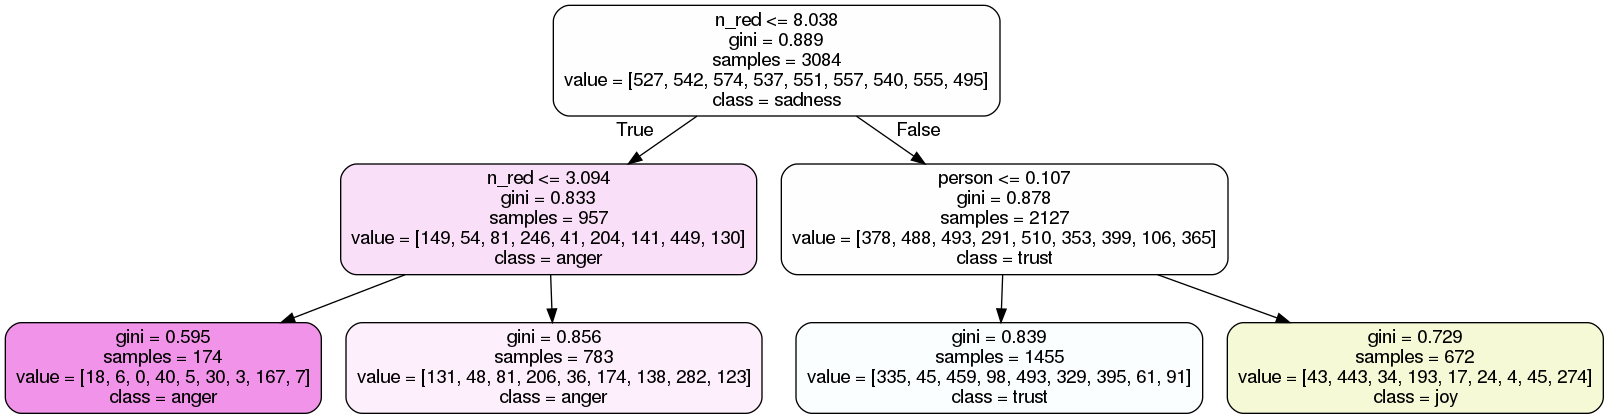 n_red <= 8.038
gini = 0.889
samples = 3084
value = [527, 542, 574, 537, 551, 557, 540, 555, 495]
class = sadness
True
False
n_red <= 3.094
gini = 0.833
samples = 957
value = [149, 54, 81, 246, 41, 204, 141, 449, 130]
class = anger
person <= 0.107
gini = 0.878
samples = 2127
value = [378, 488, 493, 291, 510, 353, 399, 106, 365]
class = trust
gini = 0.595
samples = 174
value = [18, 6, 0, 40, 5, 30, 3, 167, 7]
class = anger
gini = 0.856
samples = 783
value = [131, 48, 81, 206, 36, 174, 138, 282, 123]
class = anger
gini = 0.839
samples = 1455
value = [335, 45, 459, 98, 493, 329, 395, 61, 91]
class = trust
gini = 0.729
samples = 672
value = [43, 443, 34, 193, 17, 24, 4, 45, 274]
class = joy